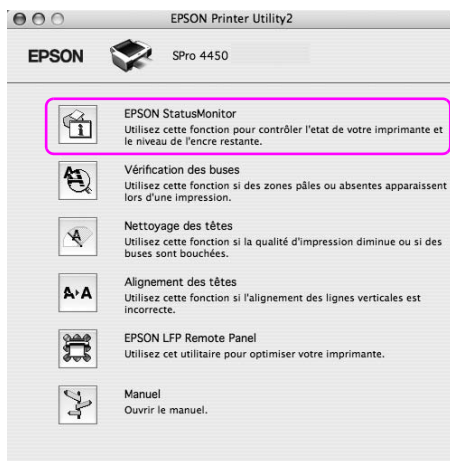 EPSON Printer Utility2
EPSON
SPro 4450
EPSON StatusMonitor
Utilisez cette fonction pour contrôler l'etat de votre imprimante et
le niveau de l'encre restante.
Vérification des buses
Utilisez cette fonction si des zones pâles ou absentes apparaissent
lors d'une impression.
Nettoyage des têtes
Utilisez cette fonction si la qualité d'impression diminue ou si des
buses sont bouchées.
A▸A
Alignement des têtes
Utilisez cette fonction si l'alignement des lignes verticales est
incorrecte.
EPSON LFP Remote Panel
Utilisez cet utilitaire pour optimiser votre imprimante.
Manuel
Ouvrir le manuel.